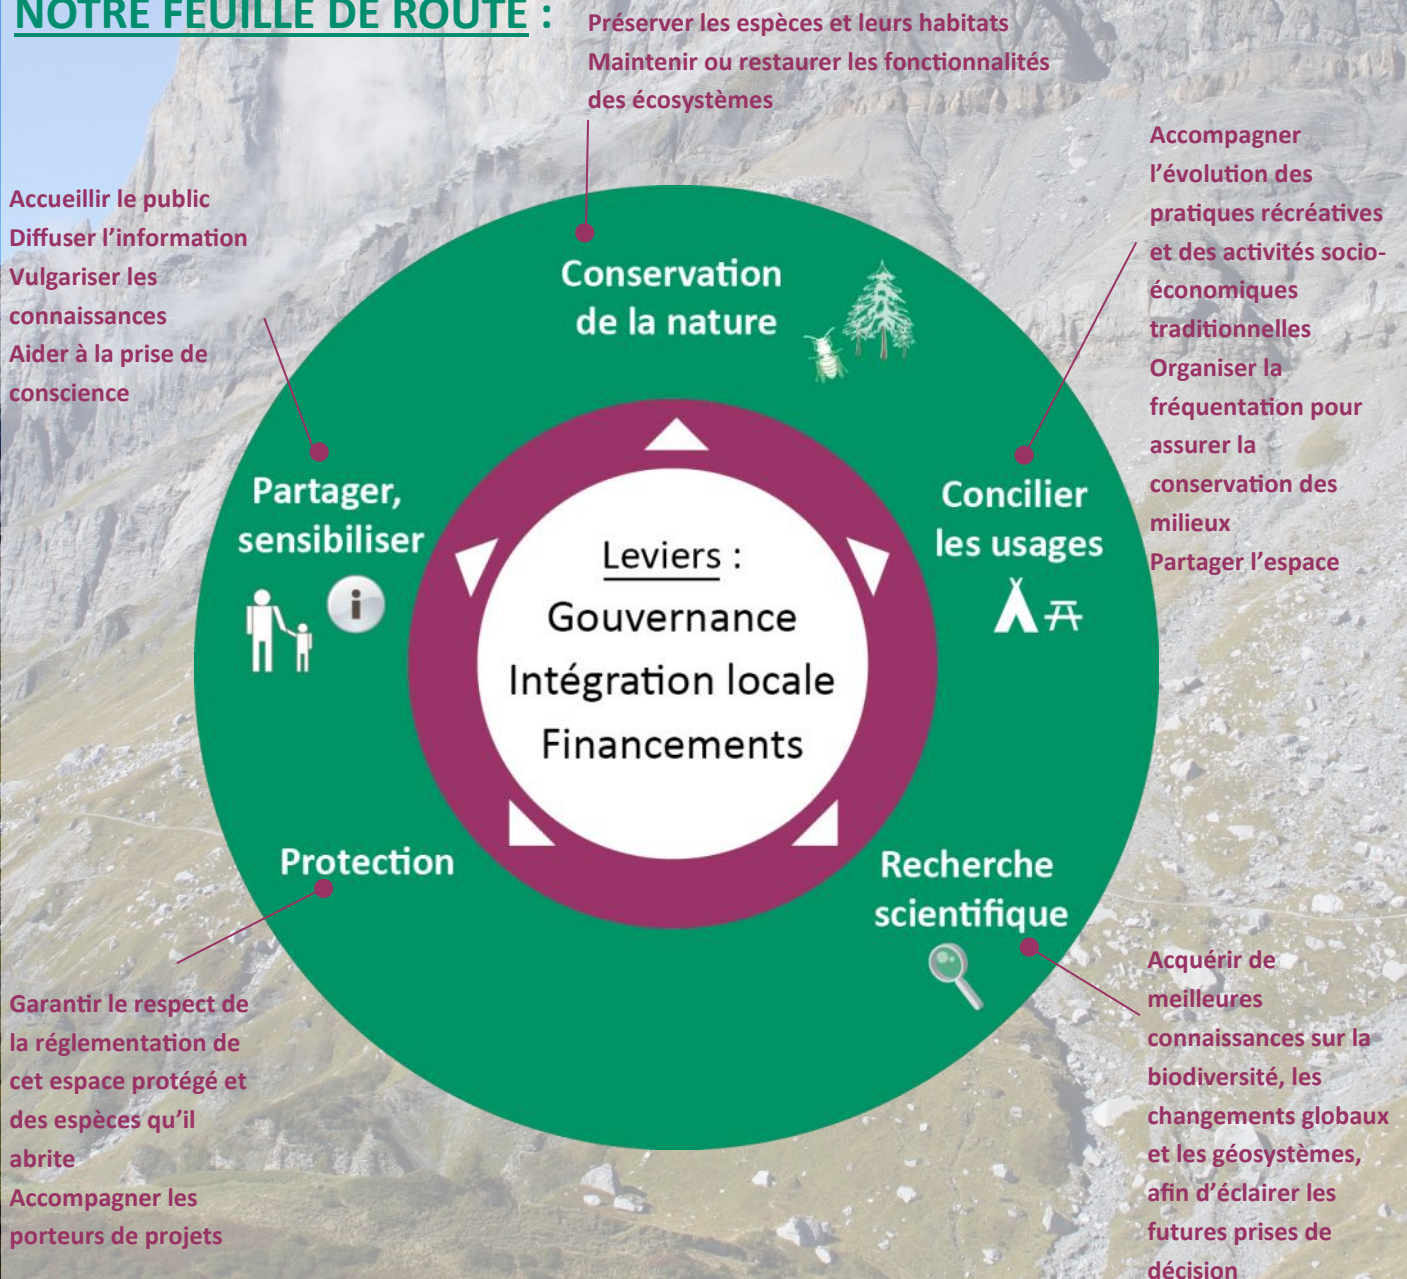 NOTRE FEUILLE DE ROUTE :
Préserver les espèces et leurs habitats
Maintenir ou restaurer les fonctionnalités
des écosystèmes
Accompagner
l’évolution des
pratiques récréatives
et des activités socio-
économiques
traditionnelles
Organiser la
fréquentation pour
assurer la
conservation des
milieux
Partager l’espace
Accueillir le public
Diffuser l’information
Vulgariser les
connaissances
Aider à la prise de
conscience
Conservation
de la nature
Partager,
sensibiliser
i
Concilier
les usages
Leviers :
Gouvernance
Intégration locale
Financements
Protection
Recherche
scientifique
Garantir le respect de
la réglementation de
cet espace protégé et
des espèces qu’il
abrite
Accompagner les
porteurs de projets
Acquérir de
meilleures
connaissances sur la
biodiversité, les
changements globaux
et les géosystèmes,
afin d’éclairer les
futures prises de
décision